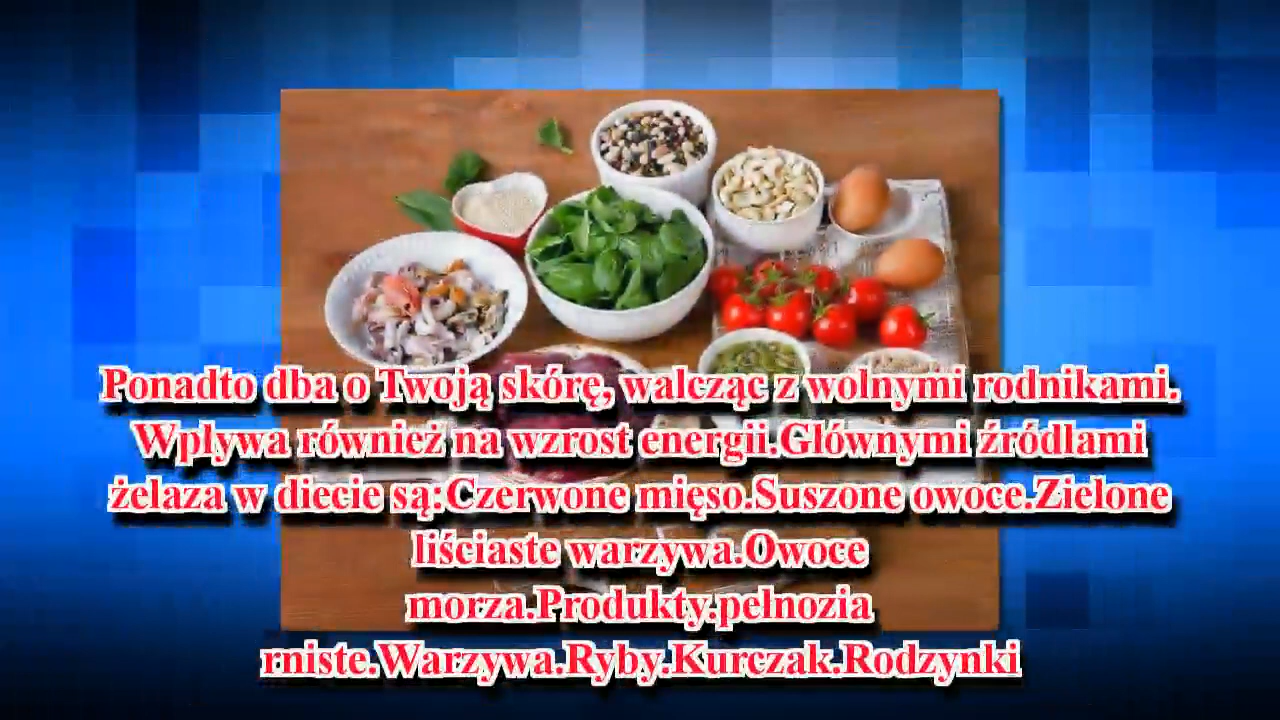 Ponadto dba o Twoją skórę, walcząc z wolnymi rodnikami.
Wpływa również na wzrost energii.Głównymi źródłami
żelaza w diecie są:Czerwone mięso.Suszone owoce.Zielone
liściaste warzywa.Owoce
morza.Produkty.pełnozia
rniste.Warzywa.Ryby.Kurczak.Rodzynki